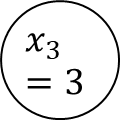 x₃
= 3